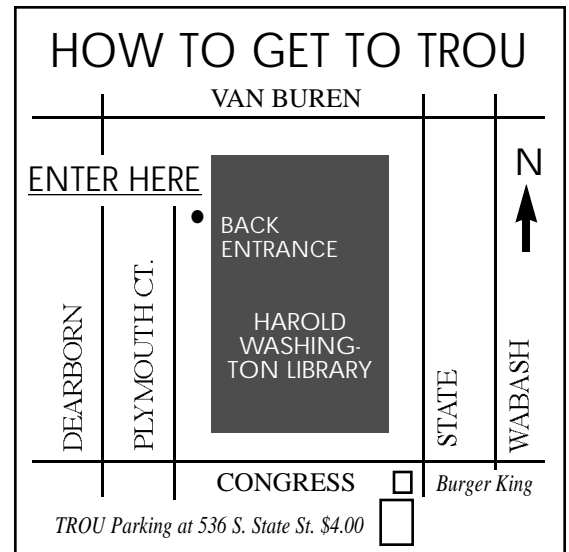 HOW TO GET TO TROU
VAN BUREN
N
ENTER HERE
BACK
ENTRANCE
HAROLD
WASHING-
TON LIBRARY
DEARBORN
PLYMOUTH CT.
STATE
WABASH
CONGRESS
Burger King
TROU Parking at 536 S. State St. $4.00